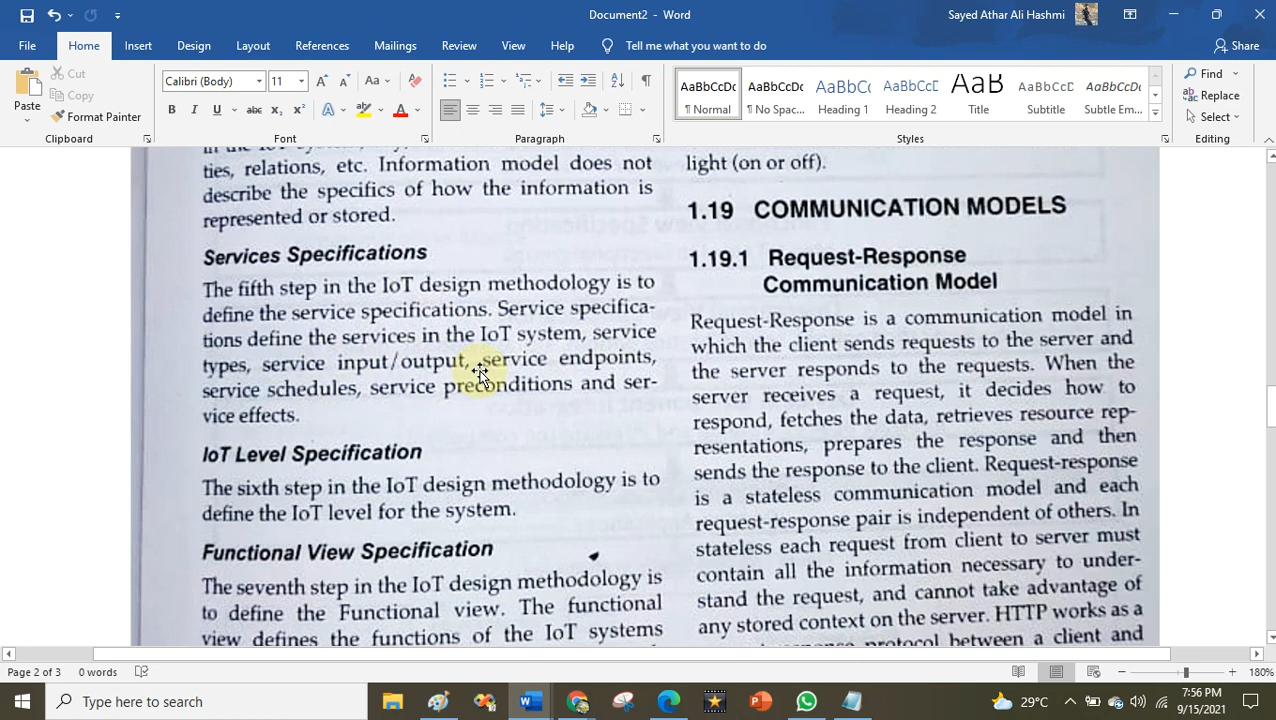 Document2 - Word
Sayed Athar Ali Hashmi
File Home Insert Design Layout References Mailings Review View Help Tell me what you want to do Share
Paste
Cut
Copy
Format Painter
Clipboard
Calibri (Body) 11
Aa
B I U abc x₂ x² A A
Font
Paragraph
AaBbCcDc ¶ Normal
AaBbCcDc ¶ No Spac...
AaBbCc Heading 1
AaBbCcC Heading 2
AaB Title
AaBbCcC Subtitle
AaBbCcDc Subtle Em...
Styles
Find
Replace
Select
Editing
ties, relations, etc. Information model does not
describe the specifics of how the information is
represented or stored.
Services Specifications
The fifth step in the IoT design methodology is to
define the service specifications. Service specifica-
tions define the services in the IoT system, service
types, service input/output, service endpoints,
service schedules, service preconditions and ser-
vice effects.
IoT Level Specification
The sixth step in the IoT design methodology is to
define the IoT level for the system.
Functional View Specification
The seventh step in the IoT design methodology is
to define the Functional view. The functional
view defines the functions of the IoT systems
light (on or off).
1.19 COMMUNICATION MODELS
1.19.1 Request-Response
Communication Model
Request-Response is a communication model in
which the client sends requests to the server and
the server responds to the requests. When the
server receives a request, it decides how to
respond, fetches the data, retrieves resource rep-
resentations, prepares the response and then
sends the response to the client. Request-response
is a stateless communication model and each
request-response pair is independent of others. In
stateless each request from client to server must
contain all the information necessary to under-
stand the request, and cannot take advantage of
any stored context on the server. HTTP works as a
protocol between a client and
Page 2 of 3 0 words
180%
Type here to search
29°C
7:56 PM
9/15/2021